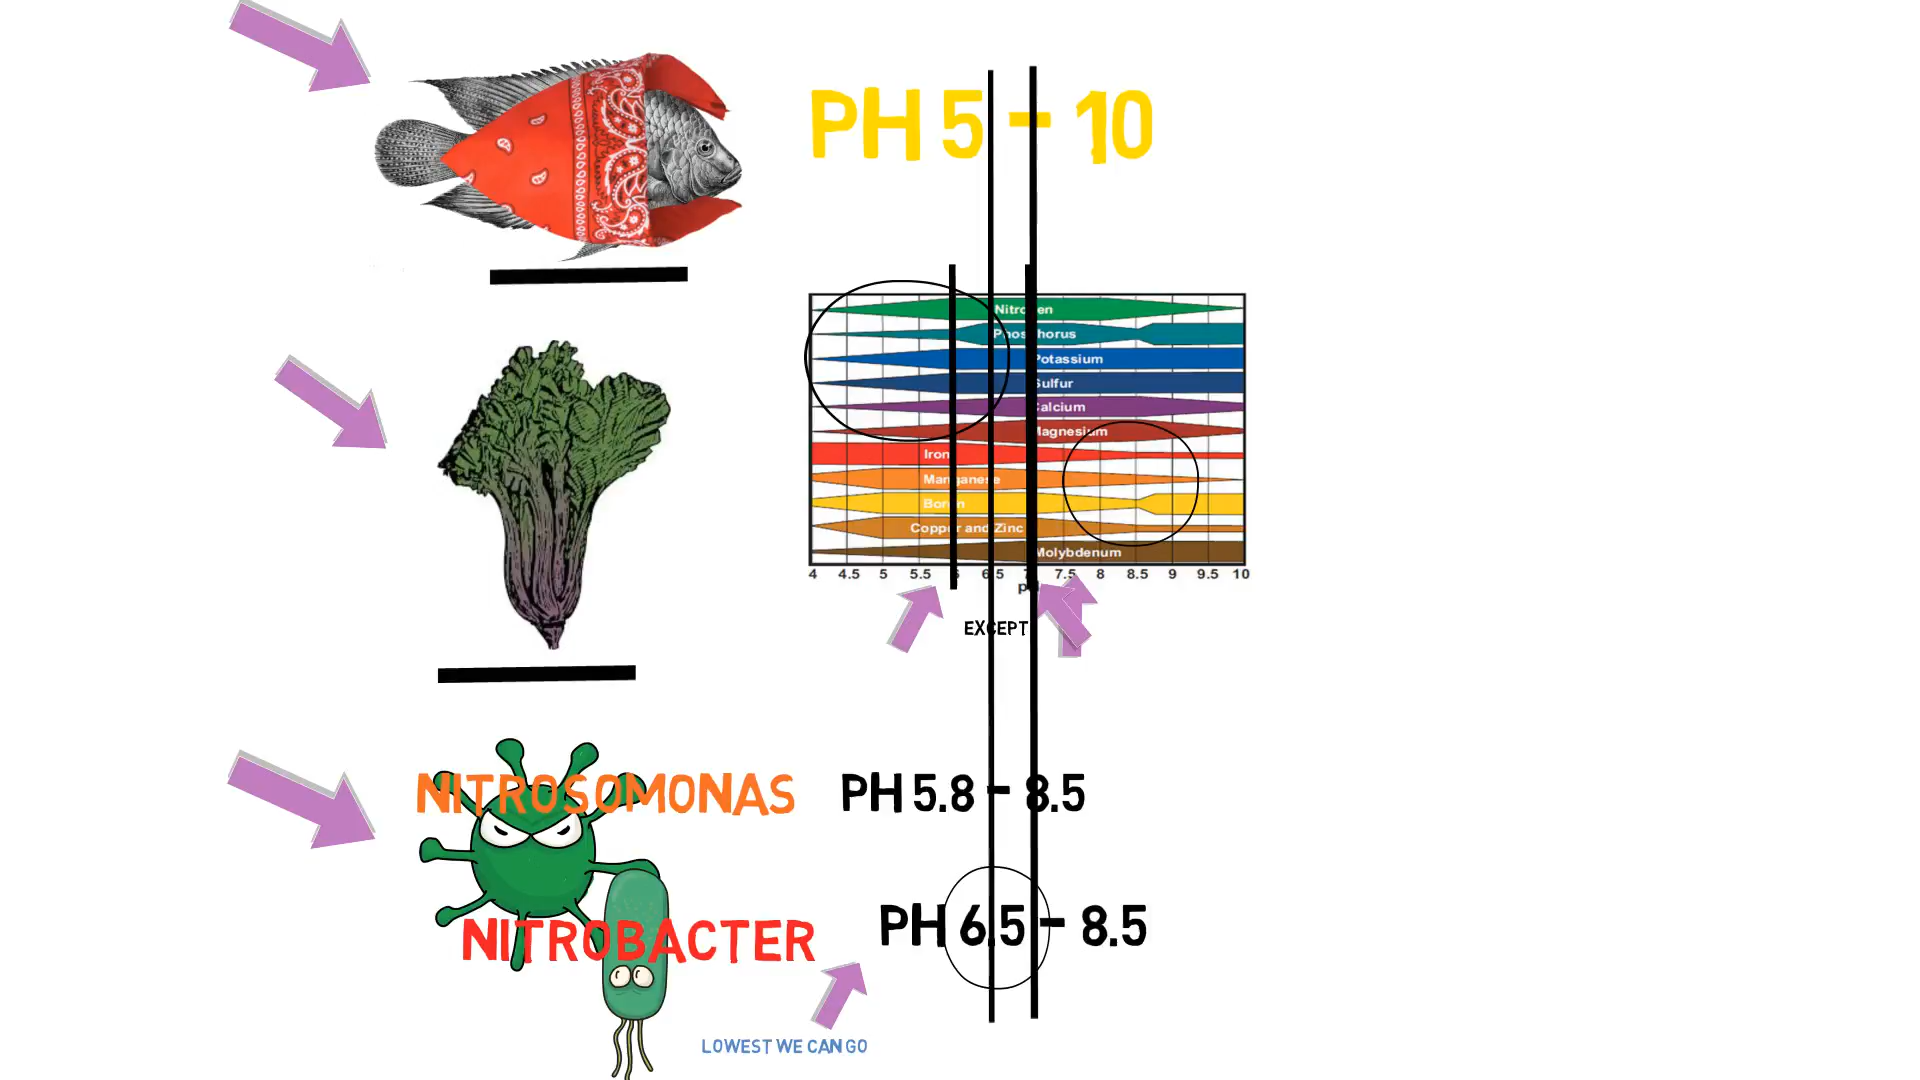 PH 5 - 10
Nitrogen
Phosphorus
Potassium
Sulfur
Calcium
Magnesium
Iron
Manganese
Boron
Copper and Zinc
Molybdenum
4 4.5 5 5.5 6 6.5 7 7.5 8 8.5 9 9.5 10
pH
EXCEPT
NITROSOMONAS PH 5.8 - 8.5
NITROBACTER PH 6.5 - 8.5
LOWEST WE CAN GO